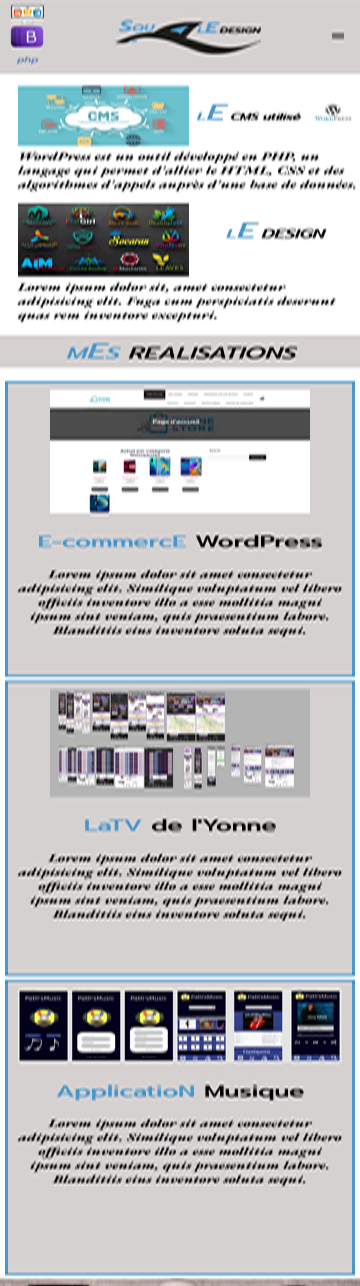 B
php
SOU LE DESIGN
CMS
LE CMS utilisé
WORDPRESS
WordPress est un outil développé en PHP, un
langage qui permet d'allier le HTML, CSS et des
algorithmes d'appels auprès d'une base de données.
LE DESIGN
Lorem ipsum dolor sit, amet consectetur
adipisicing elit. Fuga cum perspiciatis deserunt
quas rem inventore excepturi.
MES REALISATIONS
Page d'accueil
E-commercE WordPress
Lorem ipsum dolor sit amet consectetur
adipisicing elit. Similique voluptatum vel libero
officiis inventore illo a esse mollitia magni
ipsum sint veniam, quis praesentium labore.
Blanditiis eius inventore soluta sequi.
LaTV de l'Yonne
Lorem ipsum dolor sit amet consectetur
adipisicing elit. Similique voluptatum vel libero
officiis inventore illo a esse mollitia magni
ipsum sint veniam, quis praesentium labore.
Blanditiis eius inventore soluta sequi.
ApplicatioN Musique
Lorem ipsum dolor sit amet consectetur
adipisicing elit. Similique voluptatum vel libero
officiis inventore illo a esse mollitia magni
ipsum sint veniam, quis praesentium labore.
Blanditiis eius inventore soluta sequi.